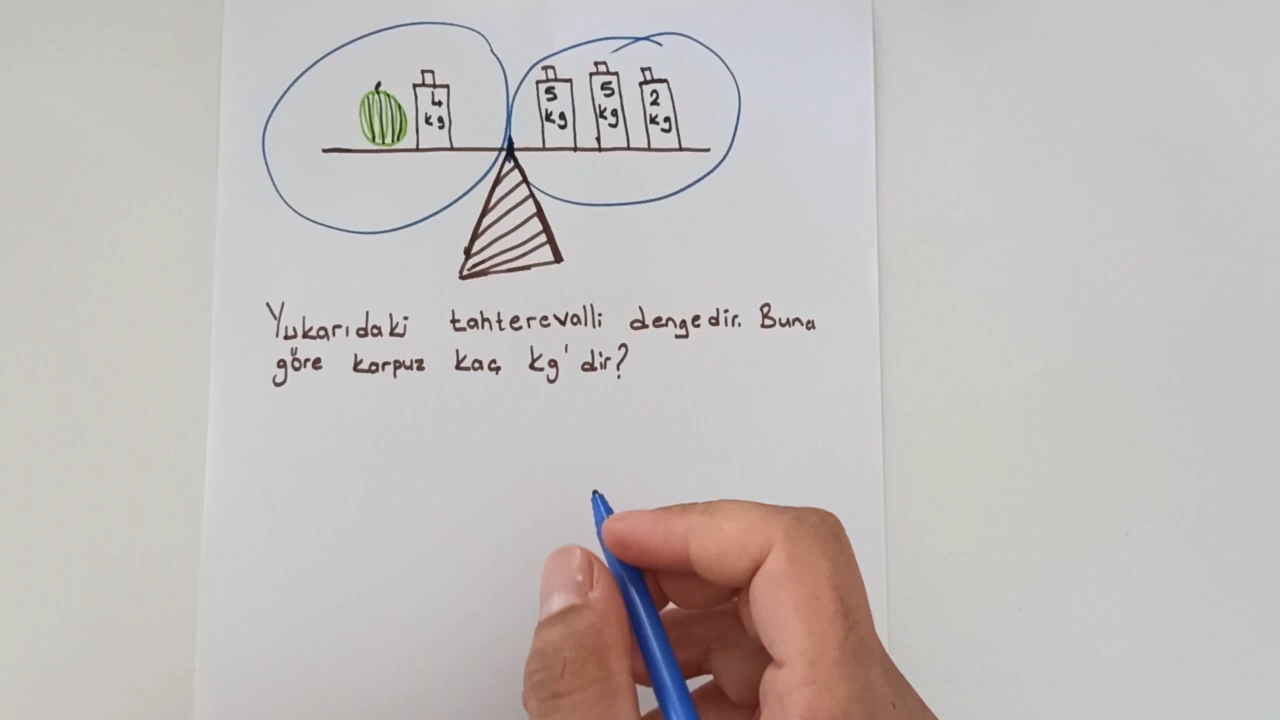 4 kg
5 kg
5 kg
2 kg
Yukarıdaki tahterevalli dengedir. Buna
göre karpuz kaç kg'dir?